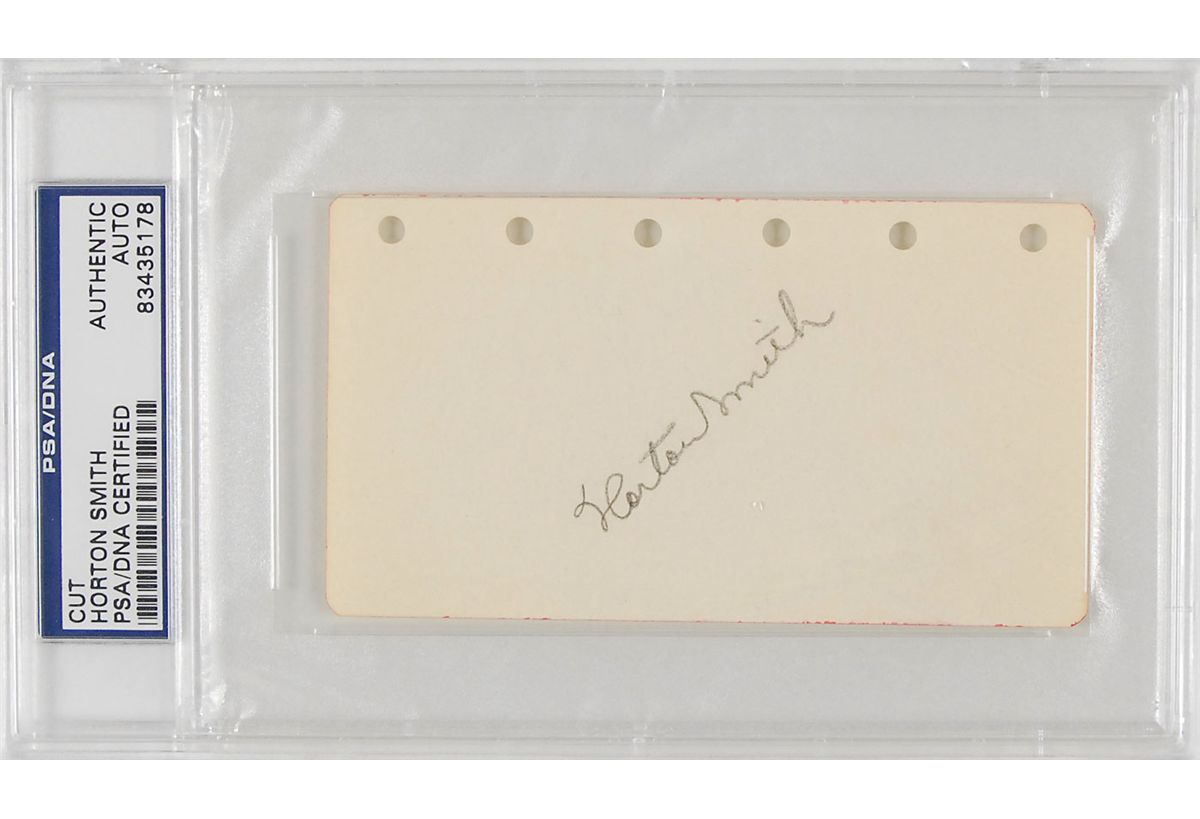 PSA/DNA
CUT
AUTHENTIC
HORTON SMITH
AUTO
PSA/DNA CERTIFIED
83435178
Horton Smith